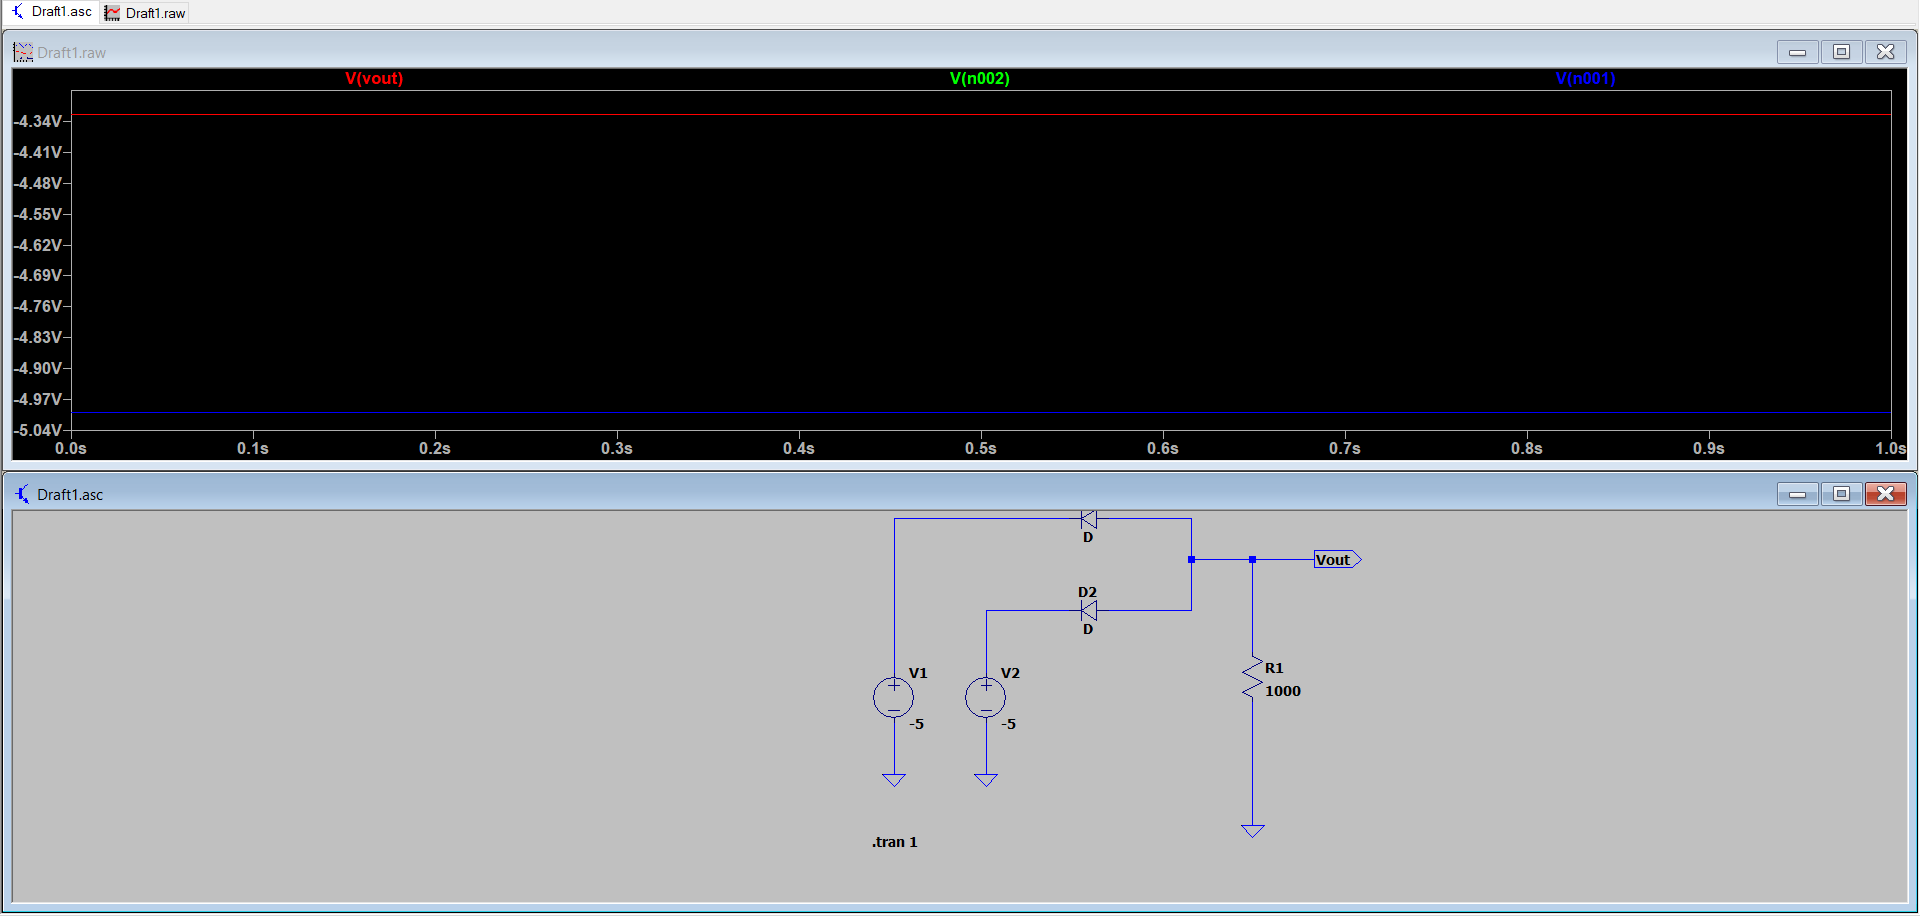 Draft1.asc Draft1.raw
Draft1.raw
V(vout) V(n002) V(n001)
-4.34V
-4.41V
-4.48V
-4.55V
-4.62V
-4.69V
-4.76V
-4.83V
-4.90V
-4.97V
-5.04V
0.0s 0.1s 0.2s 0.3s 0.4s 0.5s 0.6s 0.7s 0.8s 0.9s 1.0s
Draft1.asc
D
Vout
D2
D
V1 V2
R1
1000
-5 -5
.tran 1